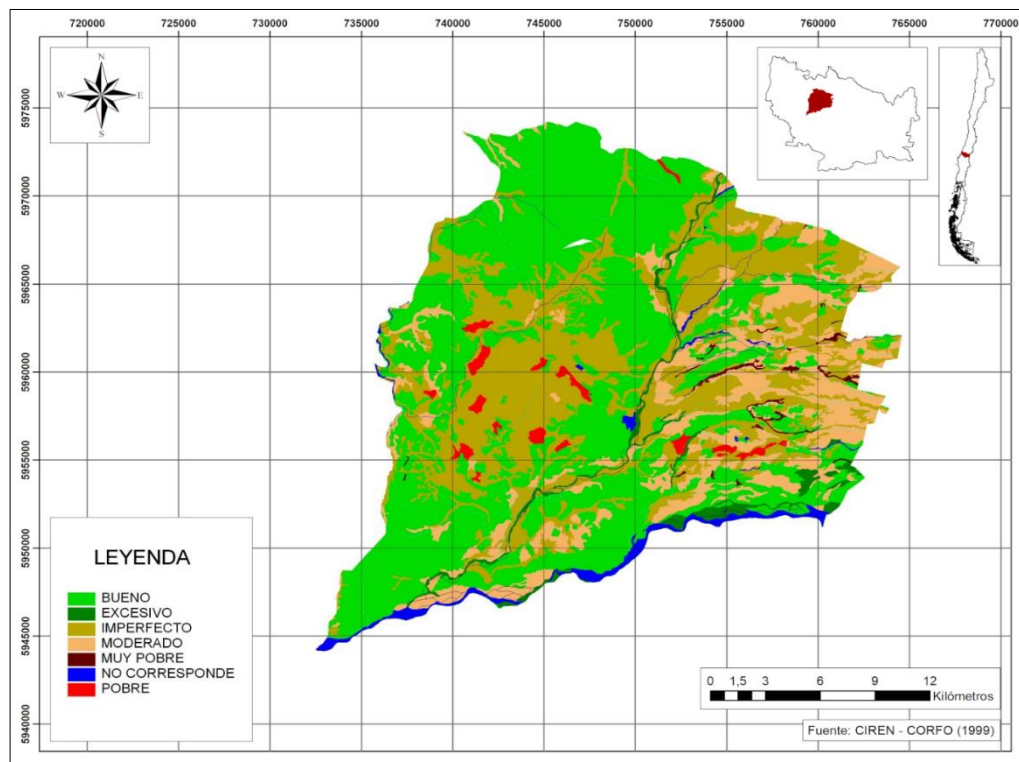 720000 725000 730000 735000 740000 745000 750000 755000 760000 765000 770000
N
W E
S
5975000
5970000
5965000
5960000
5955000
5950000
5945000
5940000
LEYENDA
BUENO
EXCESIVO
IMPERFECTO
MODERADO
MUY POBRE
NO CORRESPONDE
POBRE
0 1,5 3 6 9 12
Kilómetros
Fuente: CIREN - CORFO (1999)